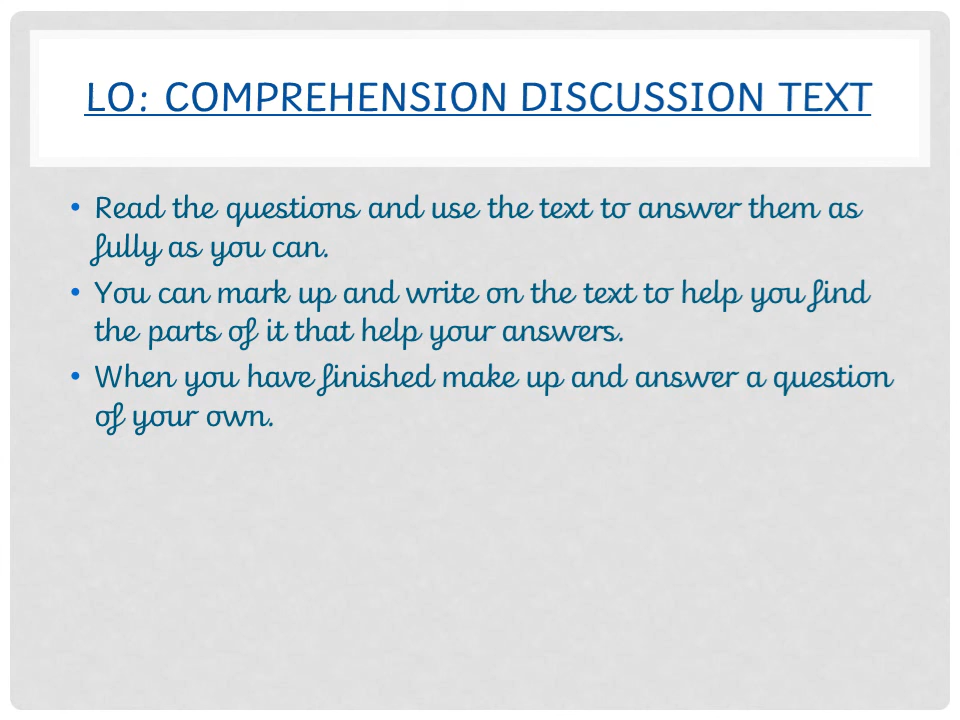 LO: COMPREHENSION DISCUSSION TEXT
• Read the questions and use the text to answer them as
fully as you can.
• You can mark up and write on the text to help you find
the parts of it that help your answers.
• When you have finished make up and answer a question
of your own.